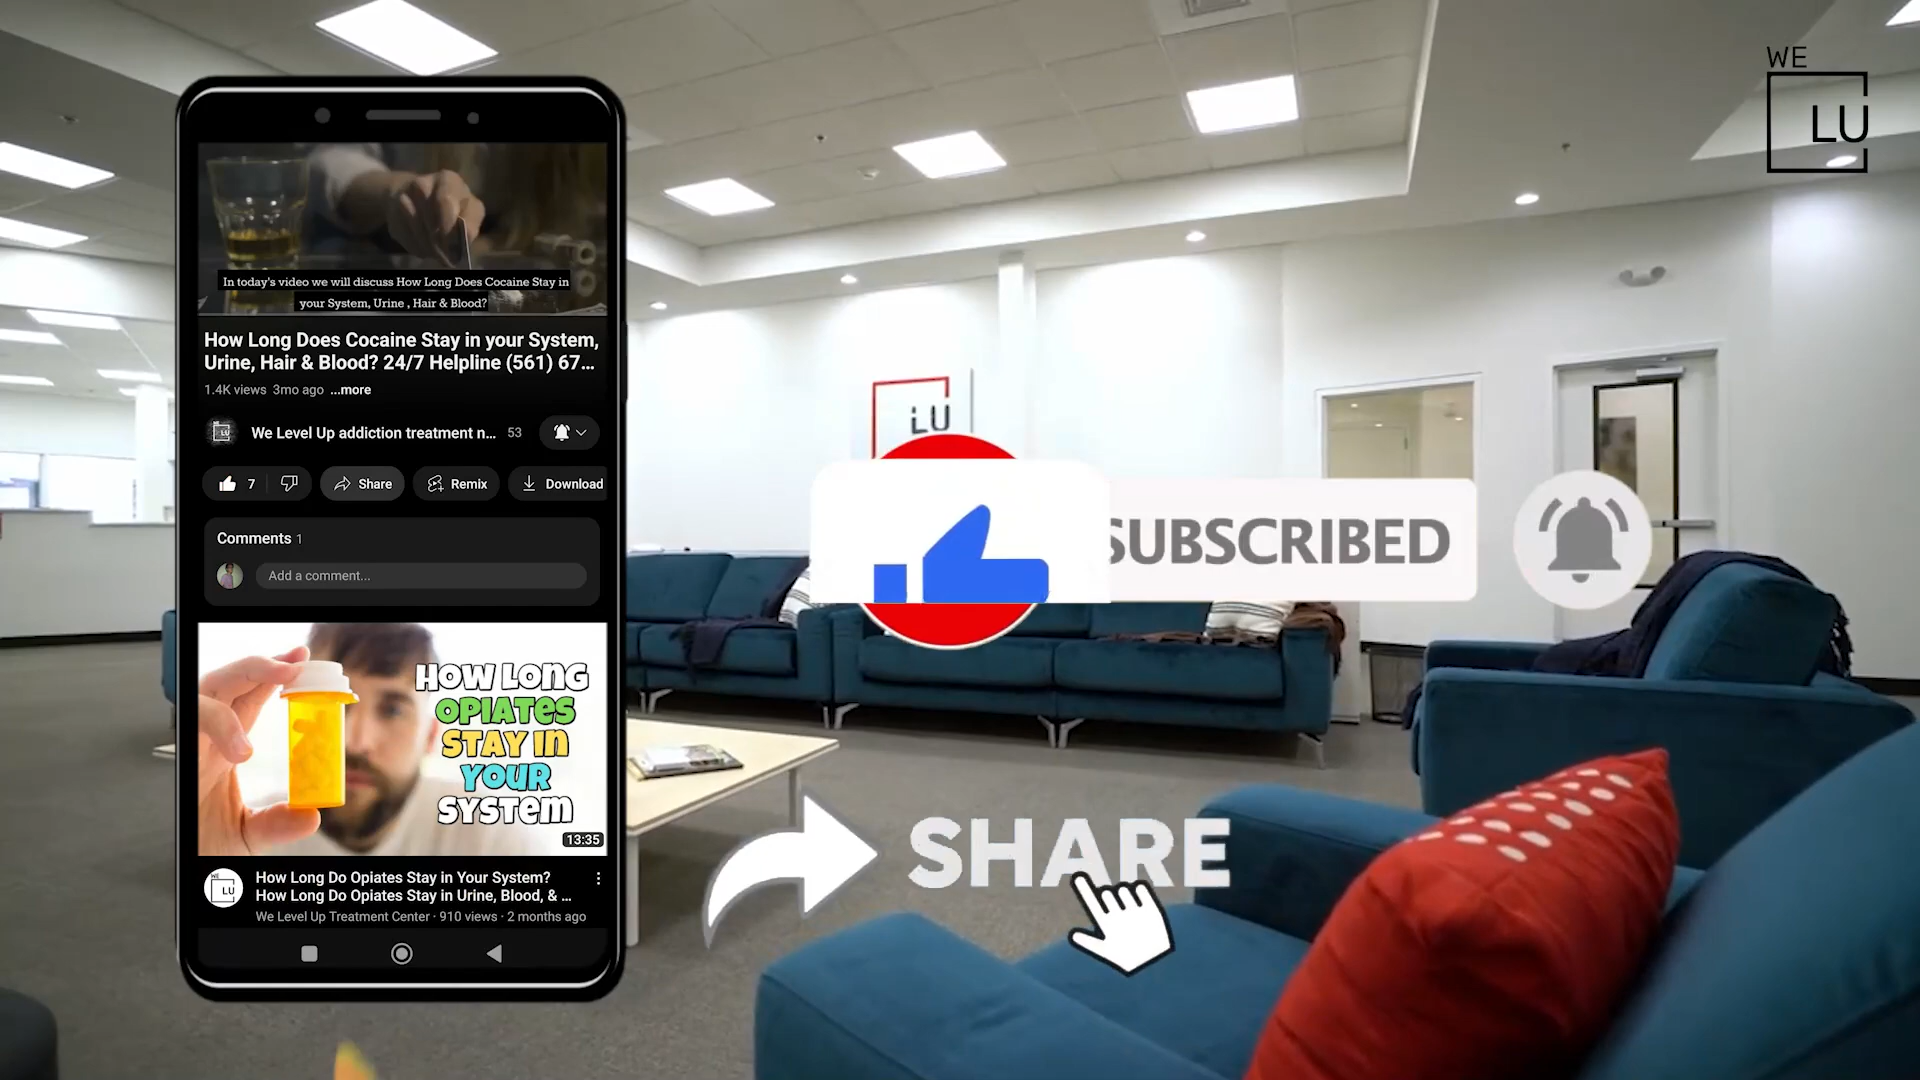 In today's video we will discuss How Long Does Cocaine Stay in
your System, Urine , Hair & Blood?
How Long Does Cocaine Stay in your System,
Urine, Hair & Blood? 24/7 Helpline (561) 67...
1.4K views 3mo ago ...more
We Level Up addiction treatment n... 53
7 Share Remix Download
Comments 1
Add a comment...
HOW LONG
OPIATES
STAY IN
YOUR
SYSTEM
13:35
WE
LU
How Long Do Opiates Stay in Your System?
How Long Do Opiates Stay in Urine, Blood, & ...
We Level Up Treatment Center · 910 views · 2 months ago
WE
LU
LU
SUBSCRIBED
SHARE